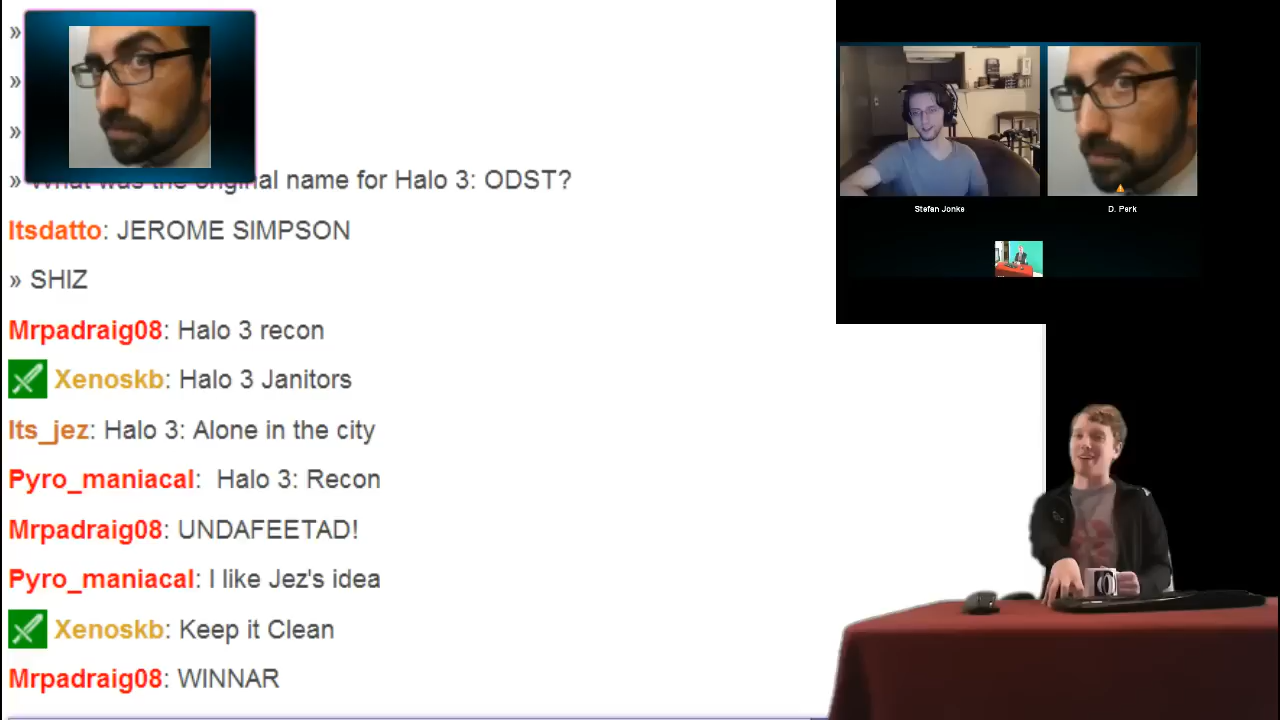 »
»
»
» What was the original name for Halo 3: ODST?
Itsdatto: JEROME SIMPSON
» SHIZ
Mrpadraig08: Halo 3 recon
Xenoskb: Halo 3 Janitors
Its_jez: Halo 3: Alone in the city
Pyro_maniacal: Halo 3: Recon
Mrpadraig08: UNDAFEETAD!
Pyro_maniacal: I like Jez's idea
Xenoskb: Keep it Clean
Mrpadraig08: WINNAR
Stefan Jonke
D. Perk